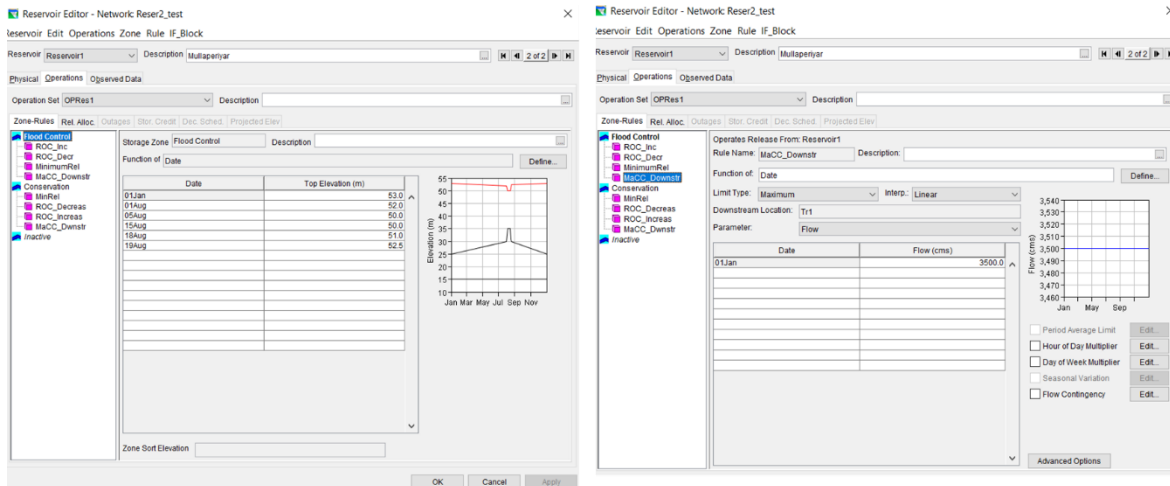 Reservoir Editor - Network: Reser2_test
Reservoir Edit Operations Zone Rule IF_Block
Reservoir Reservoir1 Description Mullaperiyar 2 of 2
Physical Operations Observed Data
Operation Set OPRes1 Description
Zone-Rules Rel. Alloc. Outages Stor. Credit Dec. Sched. Projected Elev
Flood Control
ROC_Inc
ROC_Decr
MinimumRel
MaCC_Downstr
Conservation
MinRel
ROC_Decreas
ROC_Increas
MaCC_Dwnstr
Inactive
Storage Zone Flood Control Description
Function of Date Define...
Date Top Elevation (m)
01Jan 53.0
01Aug 52.0
05Aug 50.0
15Aug 50.0
18Aug 51.0
19Aug 52.5
Elevation (m)
55
50
45
40
35
30
25
20
15
10
Jan Mar May Jul Sep Nov
Zone Sort Elevation
OK Cancel Apply
Reservoir Editor - Network: Reser2_test
Reservoir Edit Operations Zone Rule IF_Block
Reservoir Reservoir1 Description Mullaperiyar 2 of 2
Physical Operations Observed Data
Operation Set OPRes1 Description
Zone-Rules Rel. Alloc. Outages Stor. Credit Dec. Sched. Projected Elev
Flood Control
ROC_Inc
ROC_Decr
MinimumRel
MaCC_Downstr
Conservation
MinRel
ROC_Decreas
ROC_Increas
MaCC_Dwnstr
Inactive
Operates Release From: Reservoir1
Rule Name: MaCC_Downstr Description:
Function of: Date Define...
Limit Type: Maximum Interp.: Linear
Downstream Location: Tr1
Parameter: Flow
Date Flow (cms)
01Jan 3500.0
Flow (cms)
3,540
3,530
3,520
3,510
3,500
3,490
3,480
3,470
3,460
Jan May Sep
Period Average Limit Edit...
Hour of Day Multiplier Edit...
Day of Week Multiplier Edit...
Seasonal Variation Edit...
Flow Contingency Edit...
Advanced Options